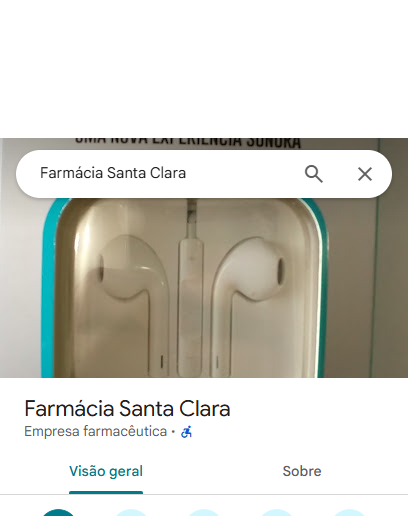 UMA NOVA EXPERIÊNCIA SONORA
Farmácia Santa Clara
Farmácia Santa Clara
Empresa farmacêutica ·
Visão geral
Sobre